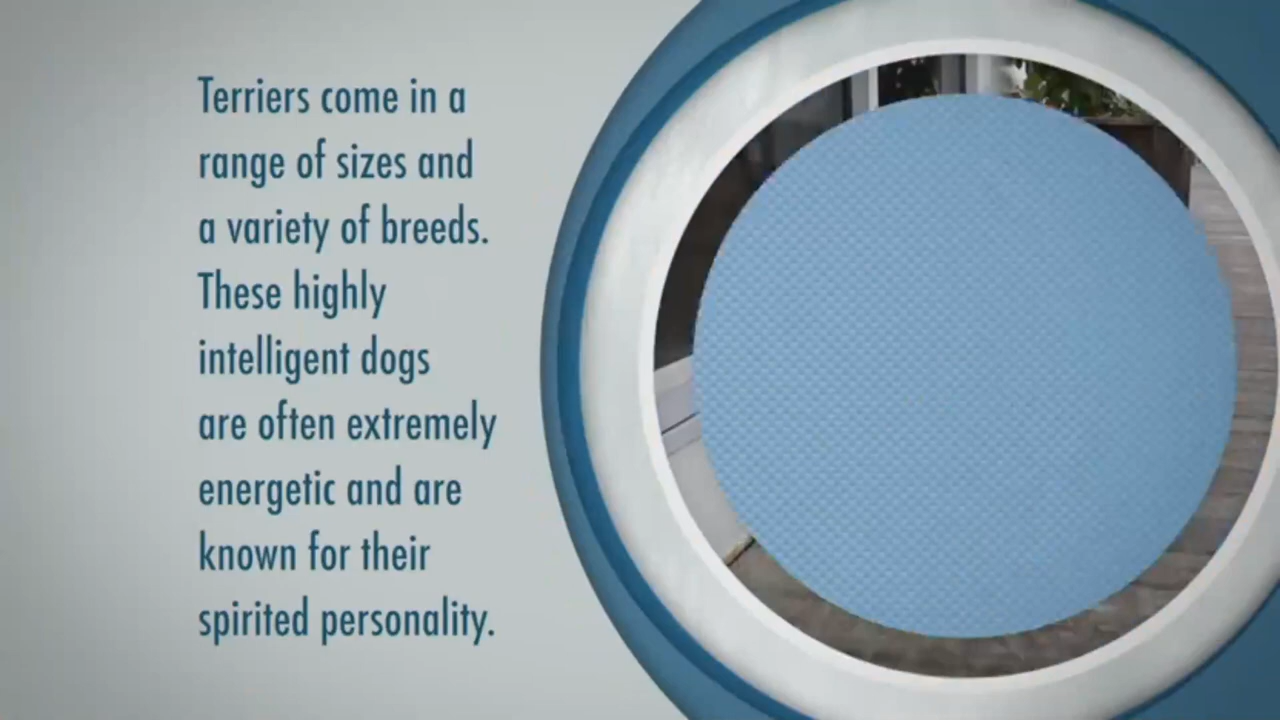 Terriers come in a
range of sizes and
a variety of breeds.
These highly
intelligent dogs
are often extremely
energetic and are
known for their
spirited personality.